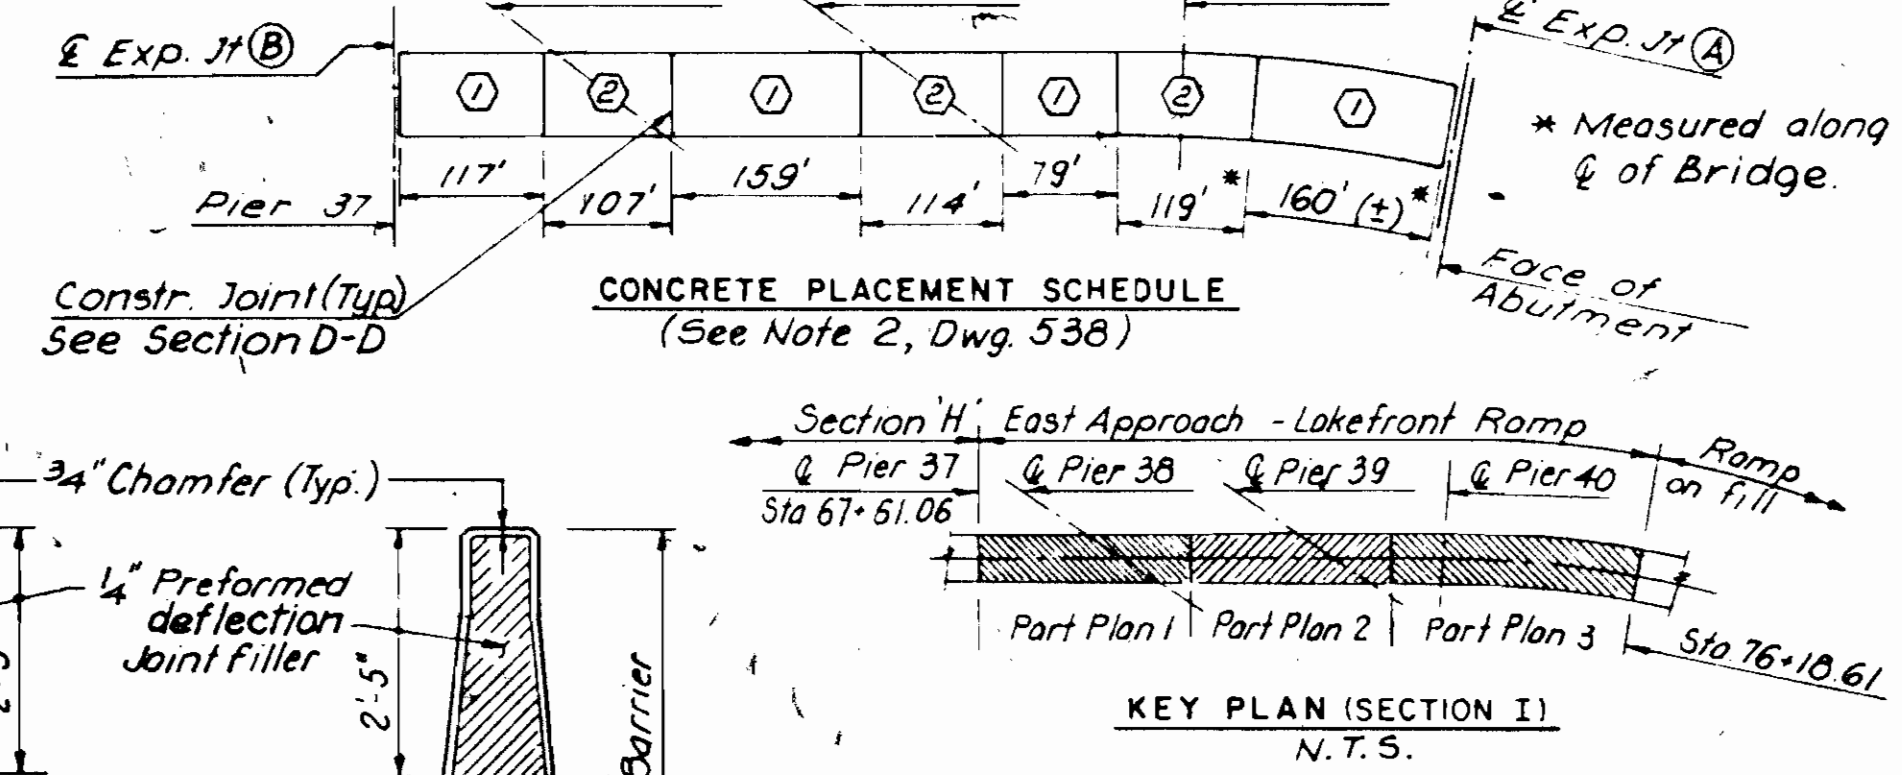 ℄ Exp. Jt Ⓑ
℄ Exp. Jt Ⓐ
1 2 1 2 1 2 1
* Measured along
℄ of Bridge.
117' 107' 159' 114' 79' 119' * 160' (±) *
Pier 37
Face of
Abutment
Constr. Joint (Typ)
See Section D-D
CONCRETE PLACEMENT SCHEDULE
(See Note 2, Dwg. 538)
Section 'H' East Approach - Lakefront Ramp
Ramp
on fill
℄ Pier 37 ℄ Pier 38 ℄ Pier 39 ℄ Pier 40
Sta 67+61.06
Part Plan 1 Part Plan 2 Part Plan 3
Sta 76+18.61
KEY PLAN (SECTION I)
N.T.S.
3/4" Chamfer (Typ.)
1/4" Preformed
deflection
Joint filler
2'-5"
Barrier